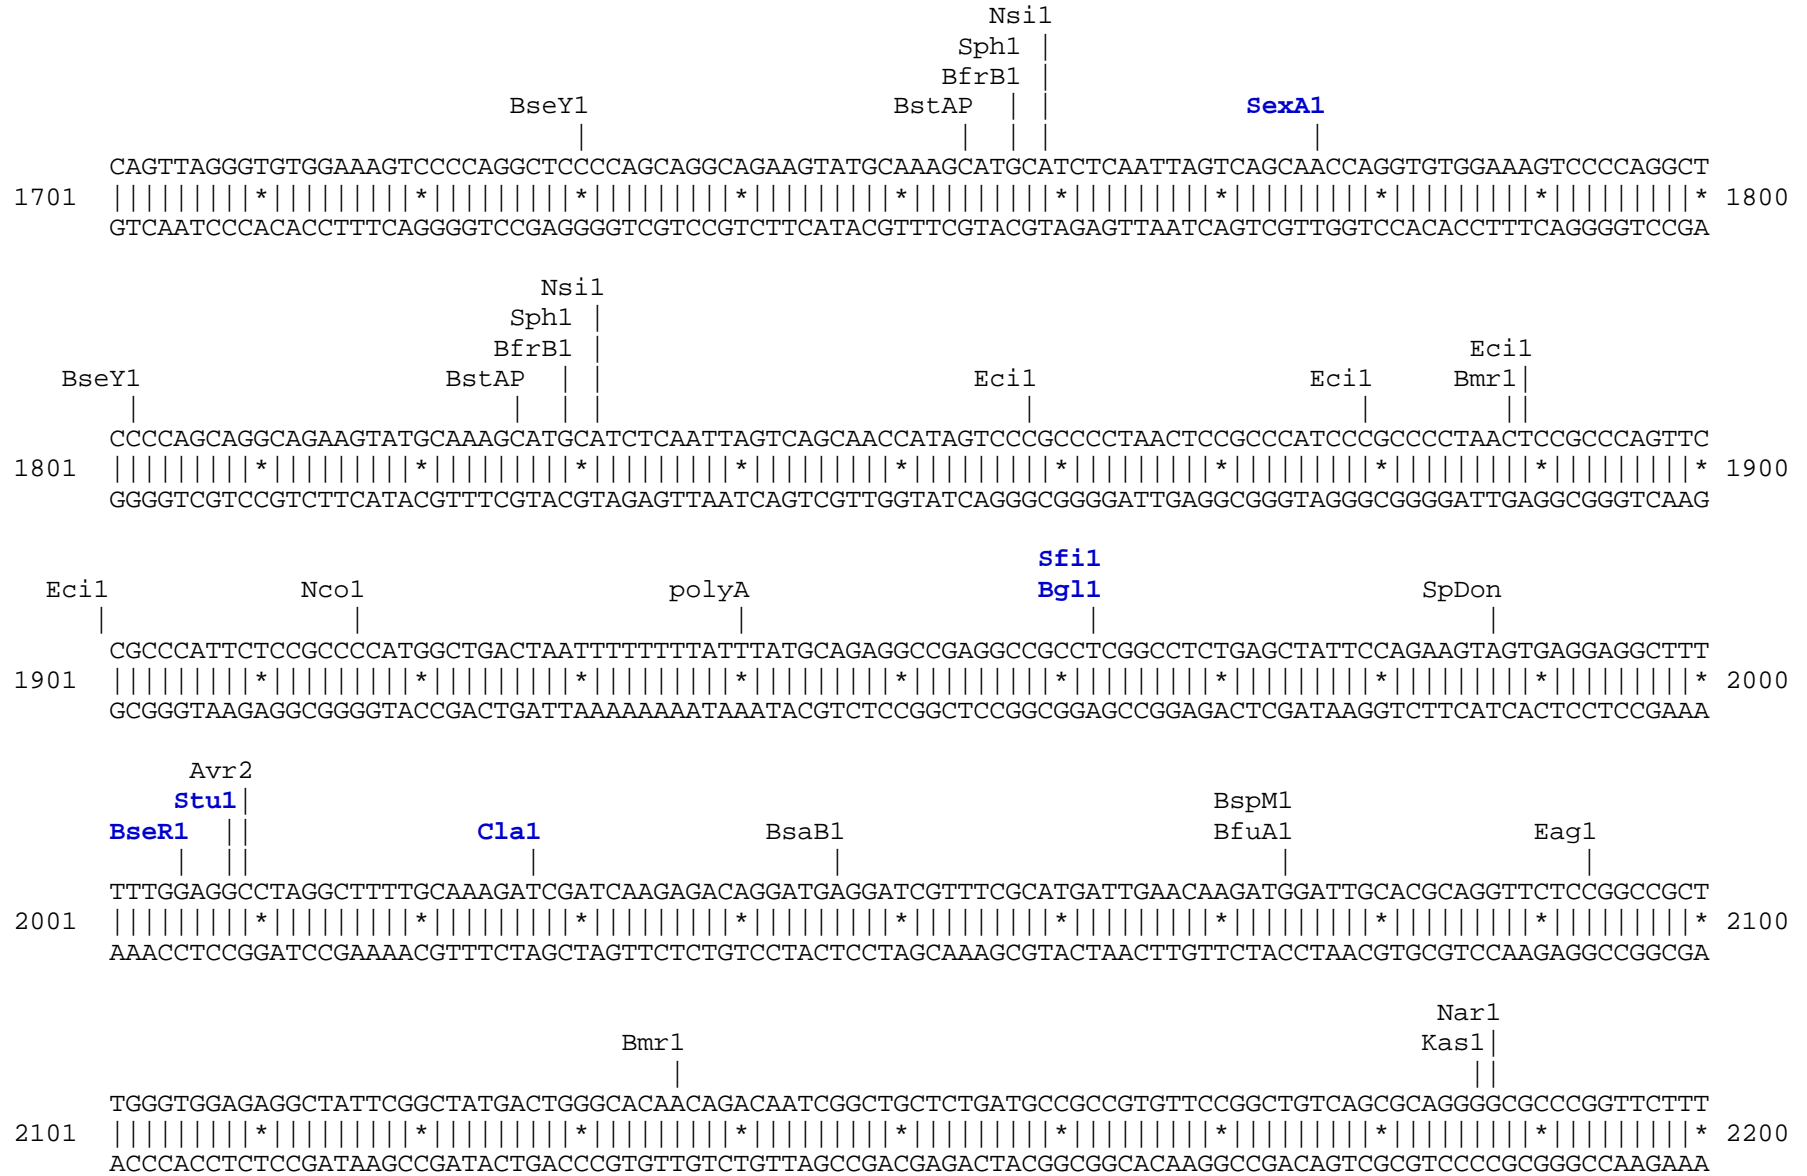 Nsi1
Sph1 |
BfrB1 |
BseY1 BstAP | | SexA1
| | | | |
CAGTTAGGGTGTGGAAAGTCCCCAGGCTCCCCAGCAGGCAGAAGTATGCAAAGCATGCATCTCAATTAGTCAGCAACCAGGTGTGGAAAGTCCCCAGGCT
1701 |||||||||*|||||||||*|||||||||*|||||||||*|||||||||*|||||||||*|||||||||*|||||||||*|||||||||*|||||||||* 1800
GTCAATCCCACACCTTTCAGGGGTCCGAGGGGTCGTCCGTCTTCATACGTTTCGTACGTAGAGTTAATCAGTCGTTGGTCCACACCTTTCAGGGGTCCGA
Nsi1
Sph1 |
BfrB1 | Eci1
BseY1 BstAP | | Eci1 Eci1 Bmr1|
| | | | | | ||
CCCCAGCAGGCAGAAGTATGCAAAGCATGCATCTCAATTAGTCAGCAACCATAGTCCCGCCCCTAACTCCGCCCATCCCGCCCCTAACTCCGCCCAGTTC
1801 |||||||||*|||||||||*|||||||||*|||||||||*|||||||||*|||||||||*|||||||||*|||||||||*|||||||||*|||||||||* 1900
GGGGTCGTCCGTCTTCATACGTTTCGTACGTAGAGTTAATCAGTCGTTGGTATCAGGGCGGGGATTGAGGCGGGTAGGGCGGGGATTGAGGCGGGTCAAG
Sfi1
Eci1 Nco1 polyA Bgl1 SpDon
| | | | |
CGCCCATTCTCCGCCCCATGGCTGACTAATTTTTTTTATTTATGCAGAGGCCGAGGCCGCCTCGGCCTCTGAGCTATTCCAGAAGTAGTGAGGAGGCTTT
1901 |||||||||*|||||||||*|||||||||*|||||||||*|||||||||*|||||||||*|||||||||*|||||||||*|||||||||*|||||||||* 2000
GCGGGTAAGAGGCGGGGTACCGACTGATTAAAAAAAATAAATACGTCTCCGGCTCCGGCGGAGCCGGAGACTCGATAAGGTCTTCATCACTCCTCCGAAA
Avr2
Stu1| BspM1
BseR1 || Cla1 BsaB1 BfuA1 Eag1
| || | | | |
TTTGGAGGCCTAGGCTTTTGCAAAGATCGATCAAGAGACAGGATGAGGATCGTTTCGCATGATTGAACAAGATGGATTGCACGCAGGTTCTCCGGCCGCT
2001 |||||||||*|||||||||*|||||||||*|||||||||*|||||||||*|||||||||*|||||||||*|||||||||*|||||||||*|||||||||* 2100
AAACCTCCGGATCCGAAAACGTTTCTAGCTAGTTCTCTGTCCTACTCCTAGCAAAGCGTACTAACTTGTTCTACCTAACGTGCGTCCAAGAGGCCGGCGA
Nar1
Bmr1 Kas1|
| ||
TGGGTGGAGAGGCTATTCGGCTATGACTGGGCACAACAGACAATCGGCTGCTCTGATGCCGCCGTGTTCCGGCTGTCAGCGCAGGGGCGCCCGGTTCTTT
2101 |||||||||*|||||||||*|||||||||*|||||||||*|||||||||*|||||||||*|||||||||*|||||||||*|||||||||*|||||||||* 2200
ACCCACCTCTCCGATAAGCCGATACTGACCCGTGTTGTCTGTTAGCCGACGAGACTACGGCGGCACAAGGCCGACAGTCGCGTCCCCGCGGGCCAAGAAA